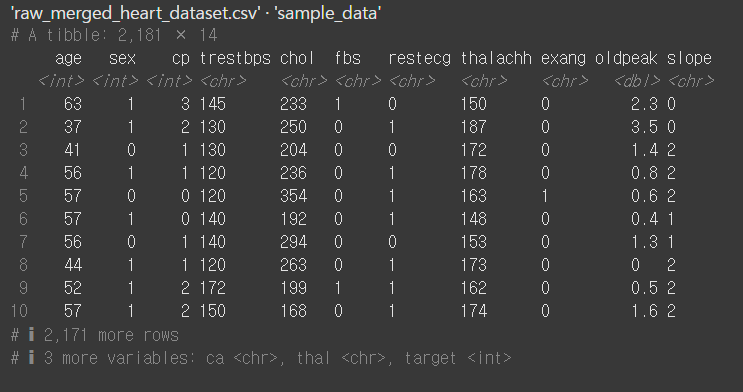 'raw_merged_heart_dataset.csv' · 'sample_data'
# A tibble: 2,181 × 14
age sex cp trestbps chol fbs restecg thalachh exang oldpeak slope
<int> <int> <int> <chr> <chr> <chr> <chr> <chr> <chr> <dbl> <chr>
1 63 1 3 145 233 1 0 150 0 2.3 0
2 37 1 2 130 250 0 1 187 0 3.5 0
3 41 0 1 130 204 0 0 172 0 1.4 2
4 56 1 1 120 236 0 1 178 0 0.8 2
5 57 0 0 120 354 0 1 163 1 0.6 2
6 57 1 0 140 192 0 1 148 0 0.4 1
7 56 0 1 140 294 0 0 153 0 1.3 1
8 44 1 1 120 263 0 1 173 0 0 2
9 52 1 2 172 199 1 1 162 0 0.5 2
10 57 1 2 150 168 0 1 174 0 1.6 2
# ℹ 2,171 more rows
# ℹ 3 more variables: ca <chr>, thal <chr>, target <int>